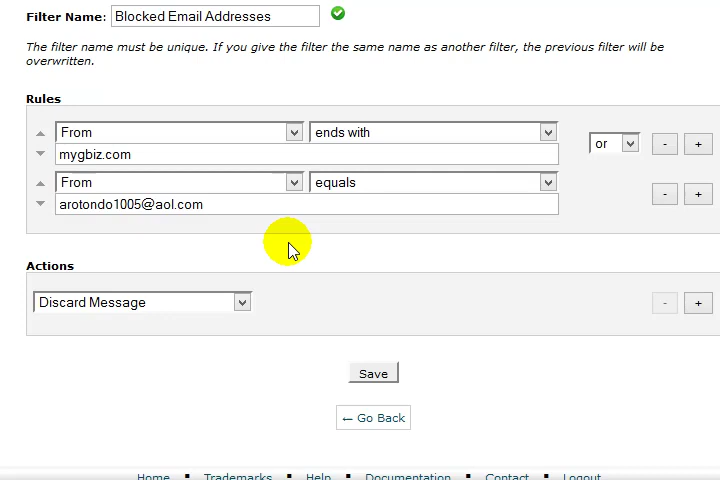 Filter Name: Blocked Email Addresses
The filter name must be unique. If you give the filter the same name as another filter, the previous filter will be
overwritten.
Rules
From ends with
or - +
mygbiz.com
From equals
- +
arotondo1005@aol.com
Actions
Discard Message - +
Save
← Go Back
Home ▪ Trademarks ▪ Help ▪ Documentation ▪ Contact ▪ Logout